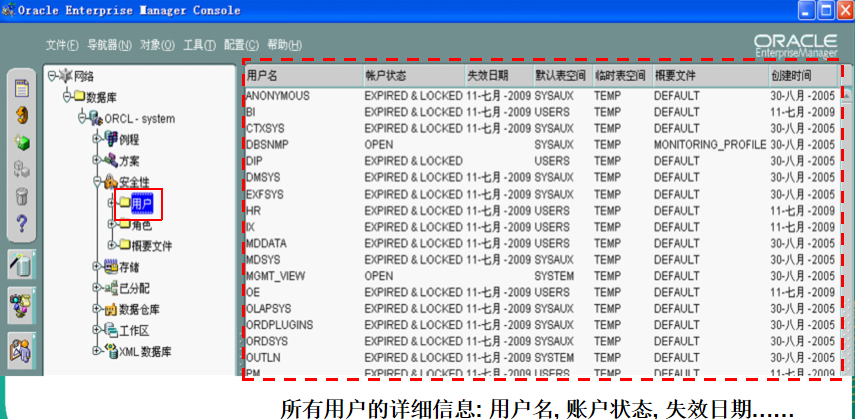 Oracle Enterprise Manager Console
文件(F) 导航器(N) 对象(O) 工具(T) 配置(C) 帮助(H)
ORACLE
EnterpriseManager
网络
数据库
ORCL - system
例程
方案
安全性
用户
角色
概要文件
存储
已分配
数据仓库
工作区
XML 数据库
用户名 帐户状态 失效日期 默认表空间 临时表空间 概要文件 创建时间
ANONYMOUS EXPIRED & LOCKED 11-七月-2009 SYSAUX TEMP DEFAULT 30-八月-2005
BI EXPIRED & LOCKED 11-七月-2009 USERS TEMP DEFAULT 11-七月-2009
CTXSYS EXPIRED & LOCKED 11-七月-2009 SYSAUX TEMP DEFAULT 30-八月-2005
DBSNMP OPEN SYSAUX TEMP MONITORING_PROFILE 30-八月-2005
DIP EXPIRED & LOCKED USERS TEMP DEFAULT 30-八月-2005
DMSYS EXPIRED & LOCKED 11-七月-2009 SYSAUX TEMP DEFAULT 30-八月-2005
EXFSYS EXPIRED & LOCKED 11-七月-2009 SYSAUX TEMP DEFAULT 30-八月-2005
HR EXPIRED & LOCKED 11-七月-2009 USERS TEMP DEFAULT 11-七月-2009
IX EXPIRED & LOCKED 11-七月-2009 USERS TEMP DEFAULT 11-七月-2009
MDDATA EXPIRED & LOCKED 11-七月-2009 USERS TEMP DEFAULT 30-八月-2005
MDSYS EXPIRED & LOCKED 11-七月-2009 SYSAUX TEMP DEFAULT 30-八月-2005
MGMT_VIEW OPEN SYSTEM TEMP DEFAULT 30-八月-2005
OE EXPIRED & LOCKED 11-七月-2009 USERS TEMP DEFAULT 11-七月-2009
OLAPSYS EXPIRED & LOCKED 11-七月-2009 SYSAUX TEMP DEFAULT 30-八月-2005
ORDPLUGINS EXPIRED & LOCKED 11-七月-2009 SYSAUX TEMP DEFAULT 30-八月-2005
ORDSYS EXPIRED & LOCKED 11-七月-2009 SYSAUX TEMP DEFAULT 30-八月-2005
OUTLN EXPIRED & LOCKED 11-七月-2009 SYSTEM TEMP DEFAULT 30-八月-2005
PM EXPIRED & LOCKED 11-七月-2009 USERS TEMP DEFAULT 11-七月-2009
所有用户的详细信息: 用户名, 账户状态, 失效日期......